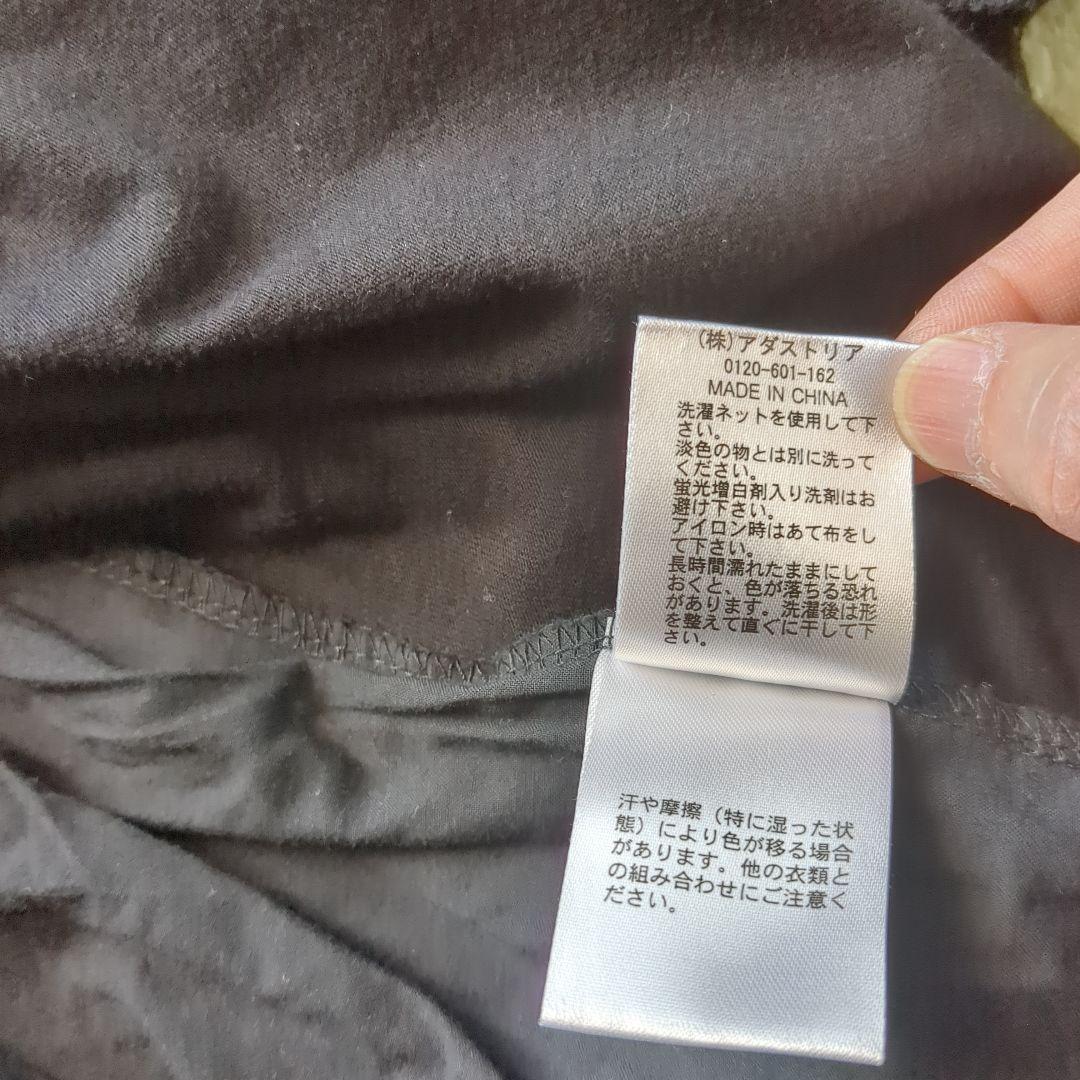 (株)アダストリア
0120-601-162
MADE IN CHINA
洗濯ネットを使用して下
さい。
淡色の物とは別に洗って
ください。
蛍光増白剤入り洗剤はお
避け下さい。
アイロン時はあて布をし
て下さい。
長時間濡れたままにして
おくと、色が落ちる恐れ
があります。洗濯後は形
を整えて直ぐに干して下
さい。
汗や摩擦（特に湿った状
態）により色が移る場合
があります。他の衣類と
の組み合わせにご注意く
ださい。